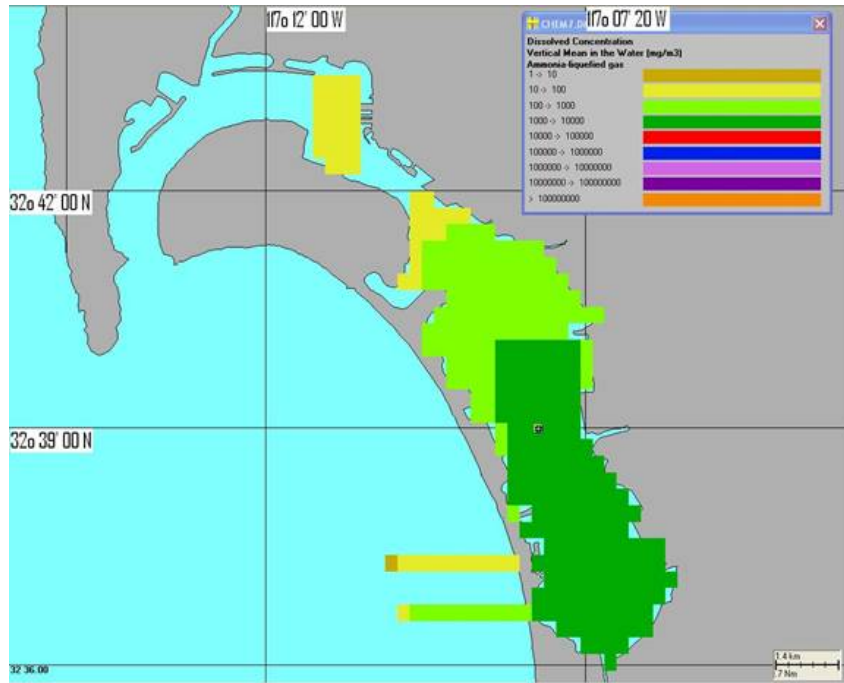 117o 12' 00 W
117o 07' 20 W
CHEM7.D
Dissolved Concentration
Vertical Mean in the Water (mg/m3)
Ammonia-liquefied gas
1 -> 10
10 -> 100
100 -> 1000
1000 -> 10000
10000 -> 100000
100000 -> 1000000
1000000 -> 10000000
10000000 -> 100000000
> 100000000
32o 42' 00 N
32o 39' 00 N
32 36.00
1.4 km
.7 Nm